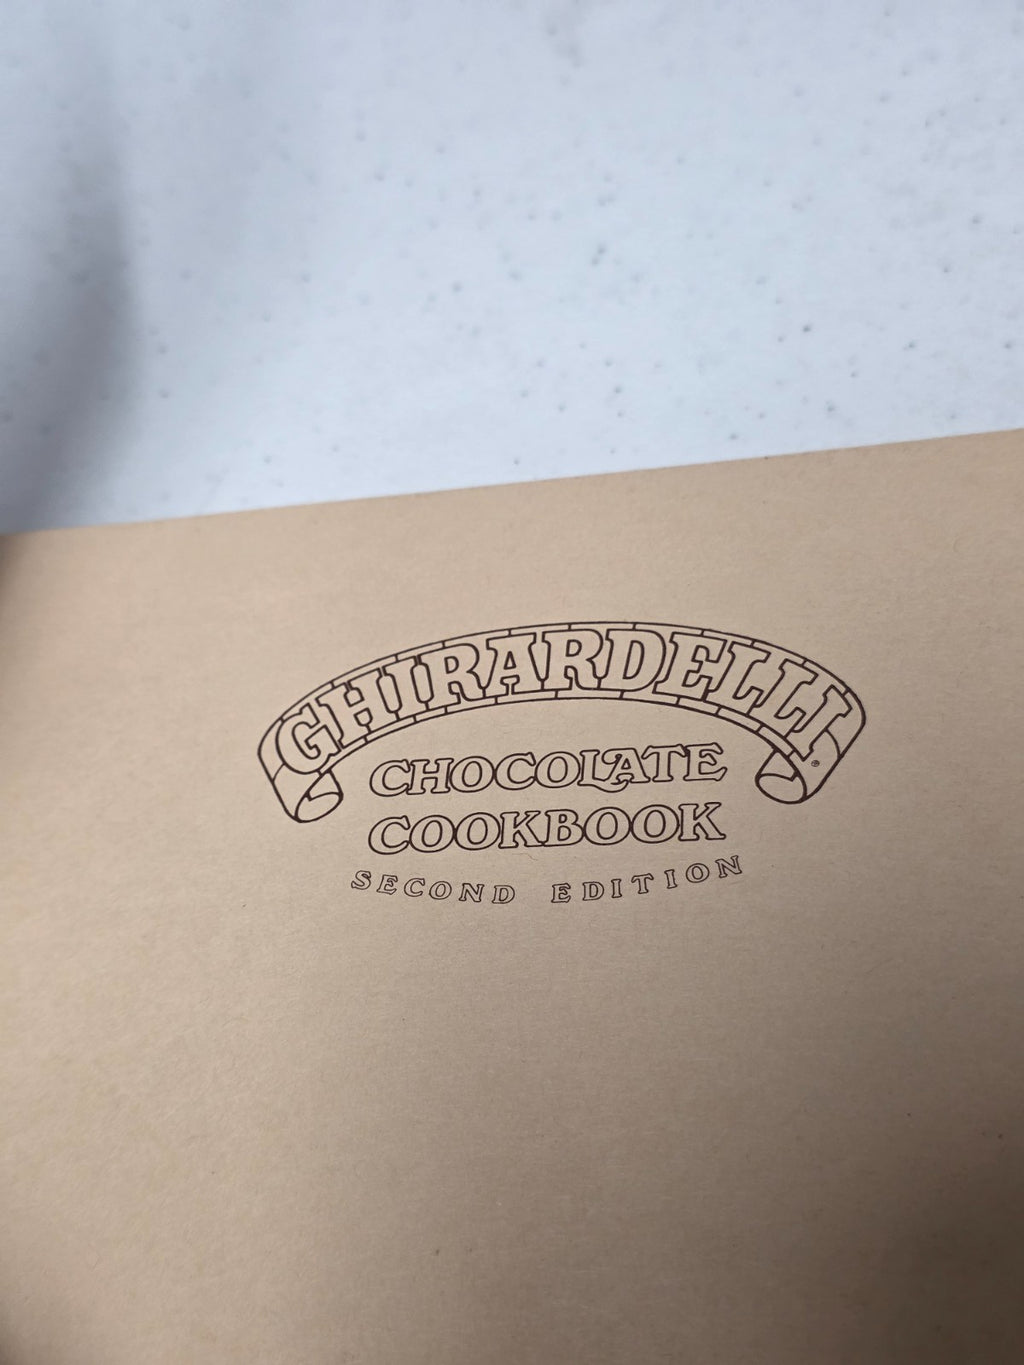 GHIRARDELLI
CHOCOLATE
COOKBOOK
SECOND EDITION